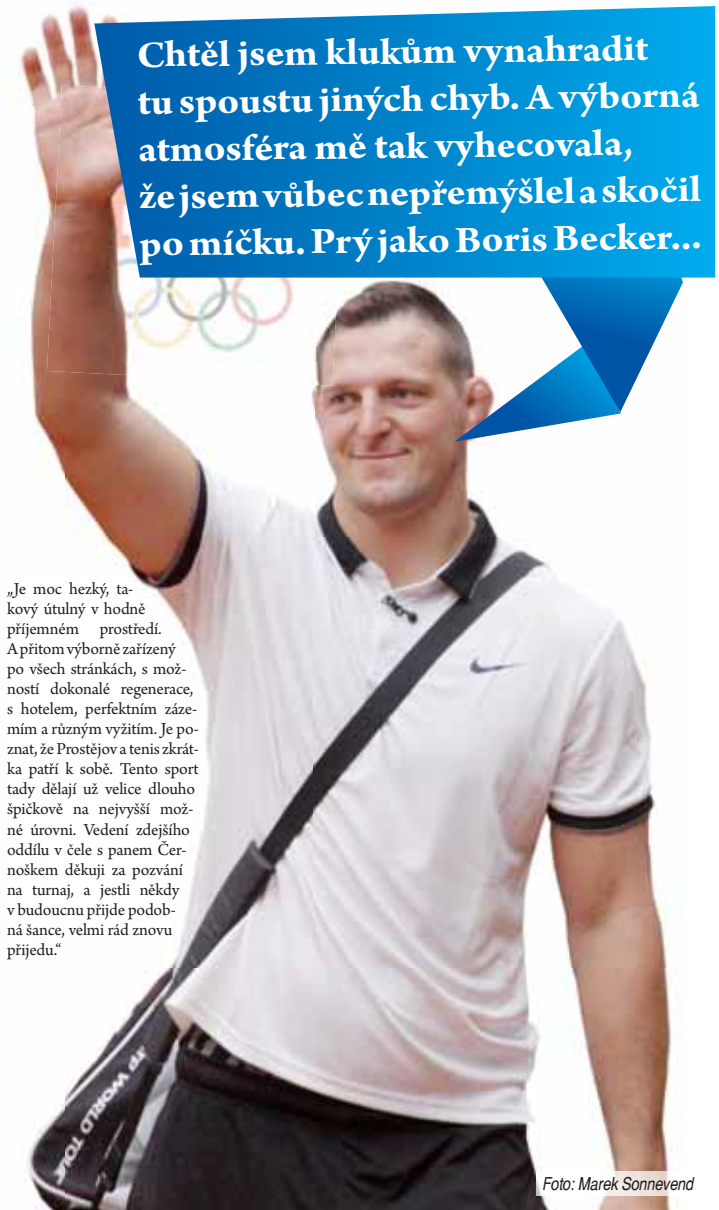 Chtěl jsem klukům vynahradit
tu spoustu jiných chyb. A výborná
atmosféra mě tak vyhecovala,
že jsem vůbec nepřemýšlel a skočil
po míčku. Prý jako Boris Becker...
„Je moc hezký, ta-
kový útulný v hodně
příjemném prostředí.
A přitom výborně zařízený
po všech stránkách, s mož-
ností dokonalé regenerace,
s hotelem, perfektním záze-
mím a různým vyžitím. Je po-
znat, že Prostějov a tenis zkrát-
ka patří k sobě. Tento sport
tady dělají už velice dlouho
špičkově na nejvyšší mož-
né úrovni. Vedení zdejšího
oddílu v čele s panem Čer-
noškem děkuji za pozvání
na turnaj, a jestli někdy
v budoucnu přijde podob-
ná šance, velmi rád znovu
přijedu.“
TP WORLD TOUR
Foto: Marek Sonnevend